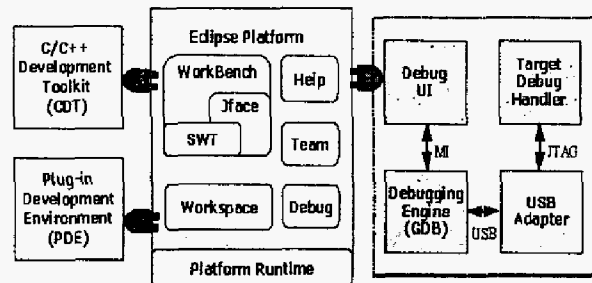 C/C++
Development
Toolkit
(CDT)
Plug-in
Development
Environment
(PDE)
Eclipse Platform
WorkBench
Jface
SWT
Help
Team
Workspace
Debug
Platform Runtime
Debug
UI
Target
Debug
Handler
MI
JTAG
Debugging
Engine
(GDB)
USB
USB
Adapter